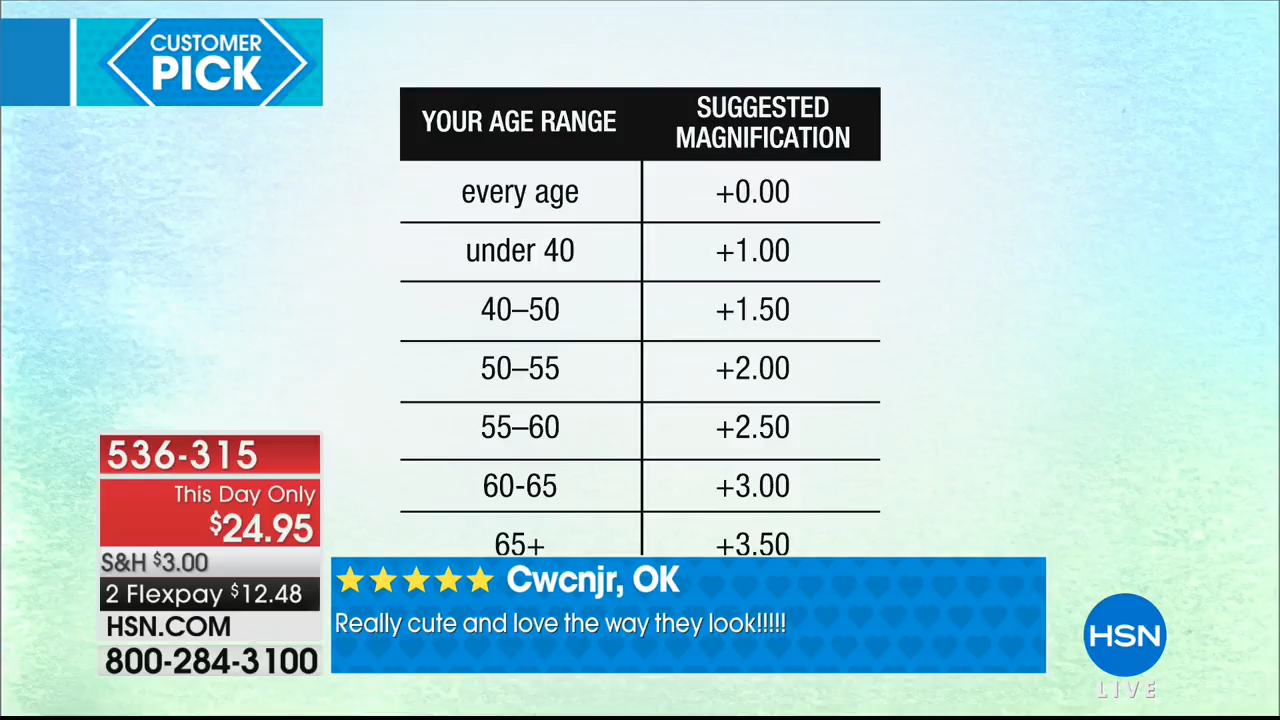 CUSTOMER
PICK
YOUR AGE RANGE
SUGGESTED
MAGNIFICATION
every age +0.00
under 40 +1.00
40–50 +1.50
50–55 +2.00
55–60 +2.50
60-65 +3.00
65+ +3.50
536-315
This Day Only
$24.95
S&H $3.00
2 Flexpay $12.48
HSN.COM
800-284-3100
Cwcnjr, OK
Really cute and love the way they look!!!!!
HSN
LIVE